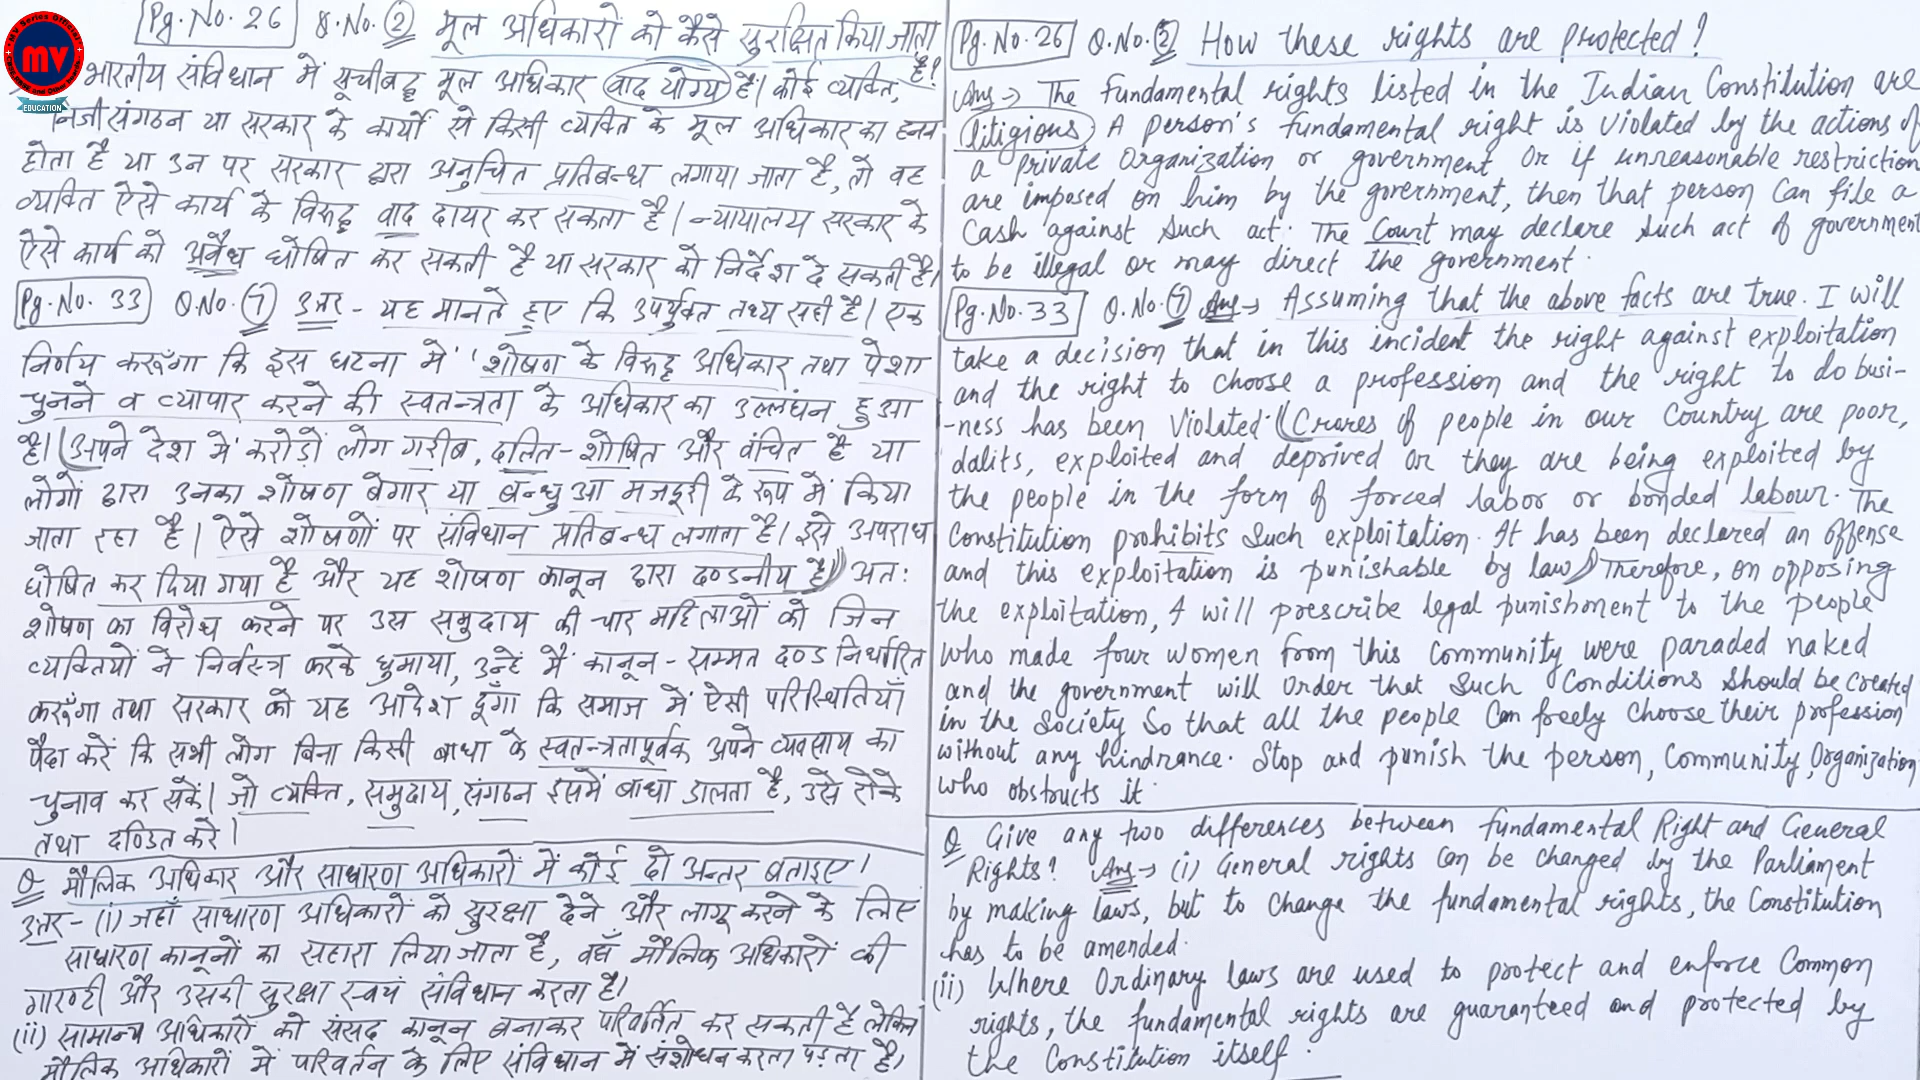 MV Series Official
mv
EDUCATION
Pg. No. 26 Q. No. (2) मूल अधिकारों को कैसे सुरक्षित किया जाता है?
भारतीय संविधान में सूचीबद्ध मूल अधिकार वाद योग्य हैं। कोई व्यक्ति,
निजी संगठन या सरकार के कार्यों से किसी व्यक्ति के मूल अधिकार का हनन
होता है या उन पर सरकार द्वारा अनुचित प्रतिबन्ध लगाया जाता है, तो वह
व्यक्ति ऐसे कार्य के विरुद्ध वाद दायर कर सकता है। न्यायालय सरकार के
ऐसे कार्य को अवैध घोषित कर सकती है या सरकार को निर्देश दे सकती है।
Pg. No. 33 Q.No. (7) उत्तर - यह मानते हुए कि उपर्युक्त तथ्य सही है। एक
निर्णय करूँगा कि इस घटना में 'शोषण के विरुद्ध अधिकार तथा पेशा
चुनने व व्यापार करने की स्वतन्त्रता के अधिकार का उल्लंघन हुआ
है। (अपने देश में करोड़ों लोग गरीब, दलित-शोषित और वंचित है या
लोगों द्वारा उनका शोषण बेगार या बन्धुआ मजदूरी के रूप में किया
जाता रहा है। ऐसे शोषणों पर संविधान प्रतिबन्ध लगाता है। इसे अपराध
घोषित कर दिया गया है और यह शोषण कानून द्वारा दण्डनीय है) अत:
शोषण का विरोध करने पर उस समुदाय की चार महिलाओं को जिन
व्यक्तियों ने निर्वस्त्र करके घुमाया, उन्हें मैं कानून-सम्मत दण्ड निर्धारित
करूँगा तथा सरकार को यह आदेश दूँगा कि समाज में ऐसी परिस्थितियाँ
पैदा करें कि सभी लोग बिना किसी बाधा के स्वतन्त्रतापूर्वक अपने व्यवसाय का
चुनाव कर सकें। जो व्यक्ति, समुदाय, संगठन इसमें बाधा डालता है, उसे रोके
तथा दण्डित करे।
Q मौलिक अधिकार और साधारण अधिकारों में कोई दो अन्तर बताइए।
उत्तर - (i) जहाँ साधारण अधिकारों को सुरक्षा देने और लागू करने के लिए
साधारण कानूनों का सहारा लिया जाता है, वहाँ मौलिक अधिकारों की
गारण्टी और उसकी सुरक्षा स्वयं संविधान करता है।
(ii) सामान्य अधिकारों को संसद कानून बनाकर परिवर्तित कर सकती है लेकिन
मौलिक अधिकारों में परिवर्तन के लिए संविधान में संशोधन करना पड़ता है।
Pg. No. 26 Q.No. (2) How these rights are protected?
Ans → The fundamental rights listed in the Indian Constitution are
litigious. A person's fundamental right is violated by the actions of
a private organization or government or if unreasonable restriction
are imposed on him by the government, then that person can file a
cash against such act. The Court may declare such act of government
to be illegal or may direct the government.
Pg. No. 33 Q.No. (7) Ans → Assuming that the above facts are true. I will
take a decision that in this incident the right against exploitation
and the right to choose a profession and the right to do busi-
-ness has been violated. (Crores of people in our country are poor,
dalits, exploited and deprived or they are being exploited by
the people in the form of forced labor or bonded labour. The
Constitution prohibits such exploitation. It has been declared an offense
and this exploitation is punishable by law) Therefore, on opposing
the exploitation, I will prescribe legal punishment to the people
who made four women from this community were paraded naked
and the government will order that such conditions should be created
in the society so that all the people can freely choose their profession
without any hindrance. Stop and punish the person, community, organization
who obstructs it.
Q Give any two differences between fundamental Right and General
Rights? Ans → (i) General rights can be changed by the Parliament
by making laws, but to change the fundamental rights, the Constitution
has to be amended.
(ii) Where Ordinary laws are used to protect and enforce Common
rights, the fundamental rights are guaranteed and protected by
the Constitution itself.